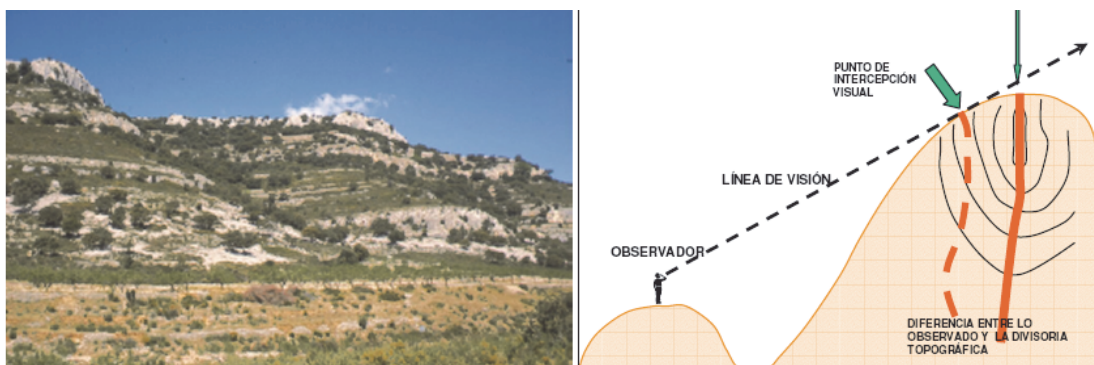 PUNTO DE
INTERCEPCIÓN
VISUAL
LÍNEA DE VISIÓN
OBSERVADOR
DIFERENCIA ENTRE LO
OBSERVADO Y LA DIVISORIA
TOPOGRÁFICA